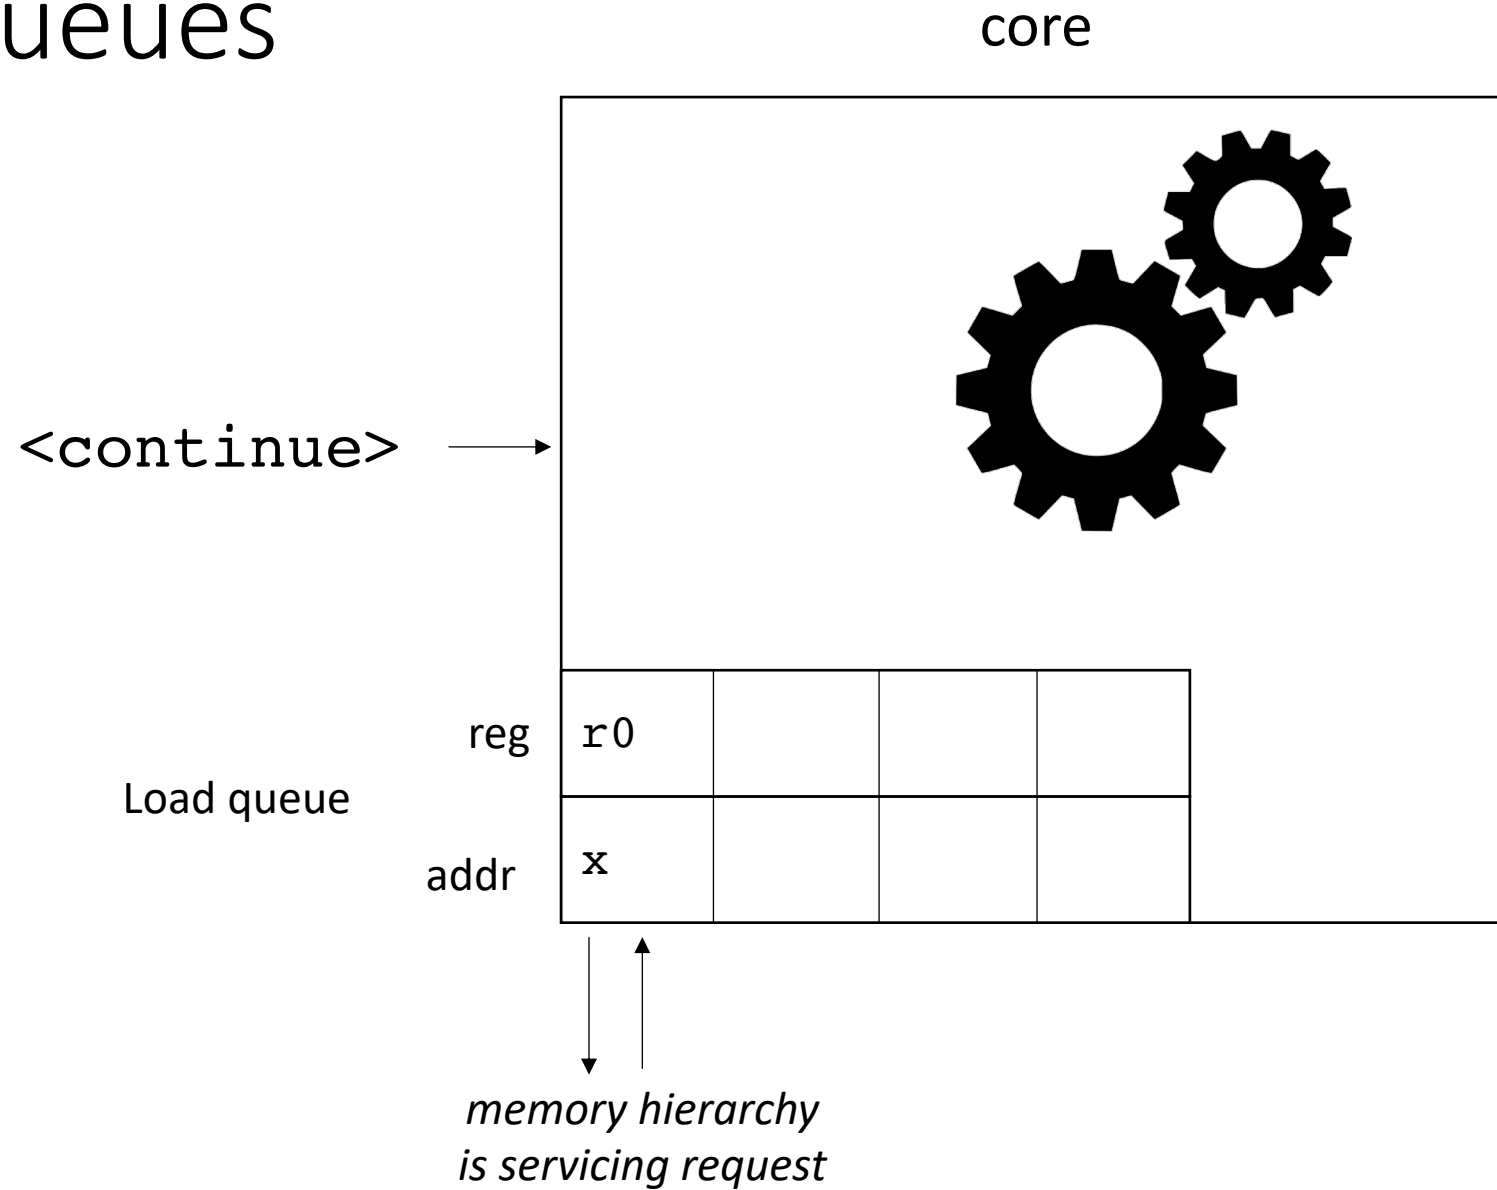 ueues
core
<continue>
reg
r0
Load queue
addr
x
memory hierarchy
is servicing request